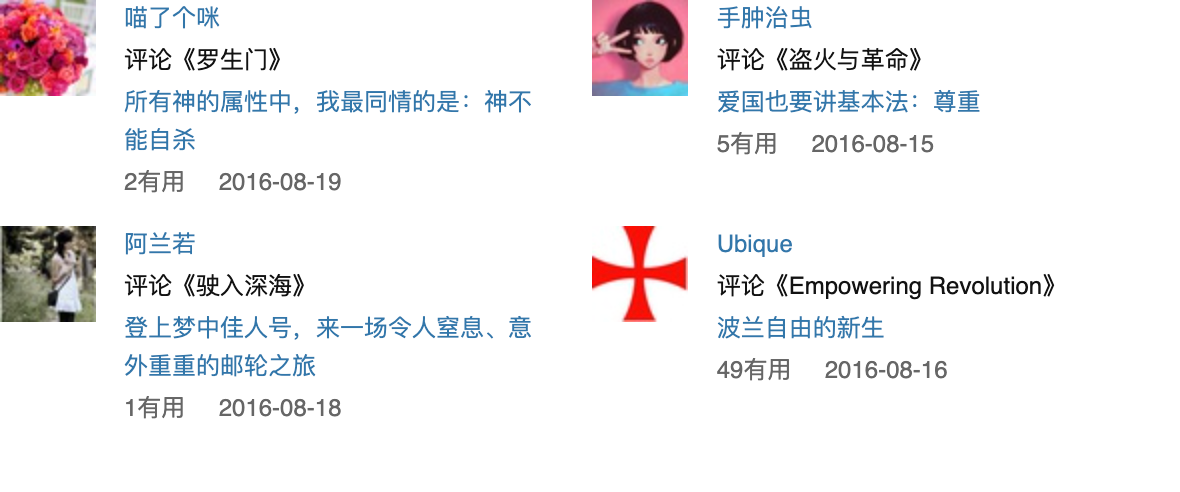 喵了个咪
评论《罗生门》
所有神的属性中，我最同情的是：神不
能自杀
2有用 2016-08-19
手肿治虫
评论《盗火与革命》
爱国也要讲基本法：尊重
5有用 2016-08-15
阿兰若
评论《驶入深海》
登上梦中佳人号，来一场令人窒息、意
外重重的邮轮之旅
1有用 2016-08-18
Ubique
评论《Empowering Revolution》
波兰自由的新生
49有用 2016-08-16